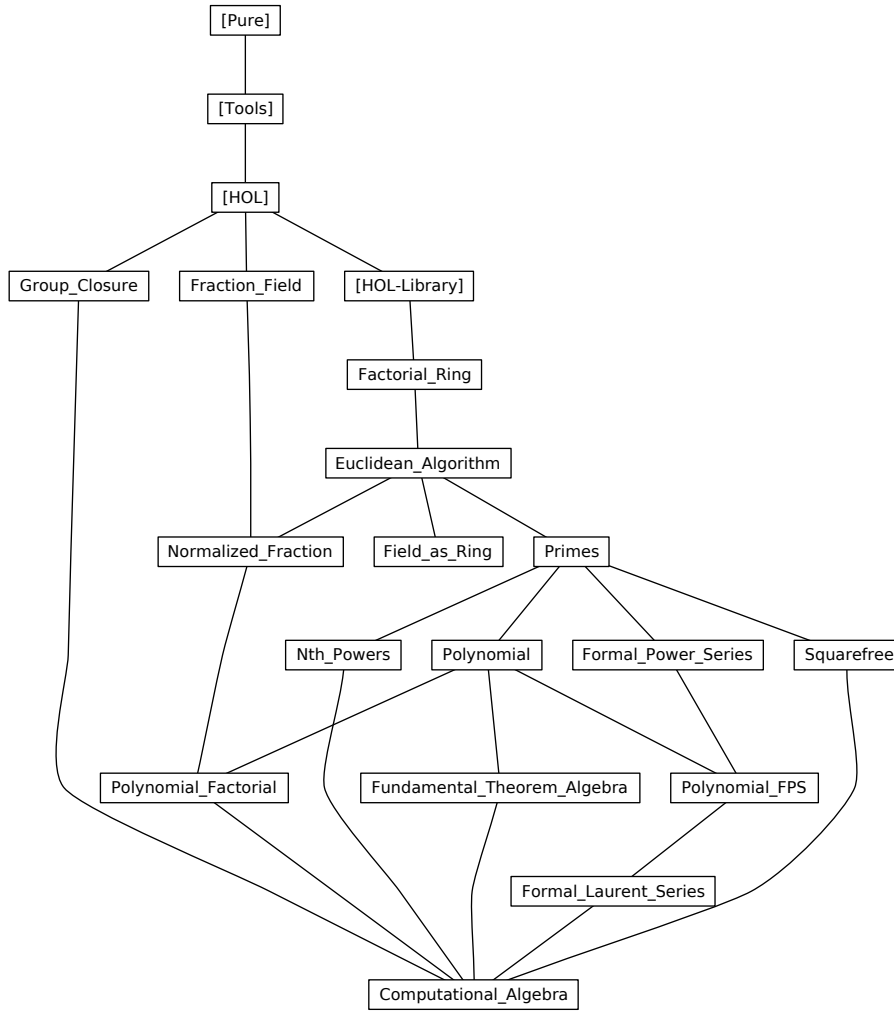 [Pure]
[Tools]
[HOL]
Group_Closure
Fraction_Field
[HOL-Library]
Factorial_Ring
Euclidean_Algorithm
Normalized_Fraction
Field_as_Ring
Primes
Nth_Powers
Polynomial
Formal_Power_Series
Squarefree
Polynomial_Factorial
Fundamental_Theorem_Algebra
Polynomial_FPS
Formal_Laurent_Series
Computational_Algebra